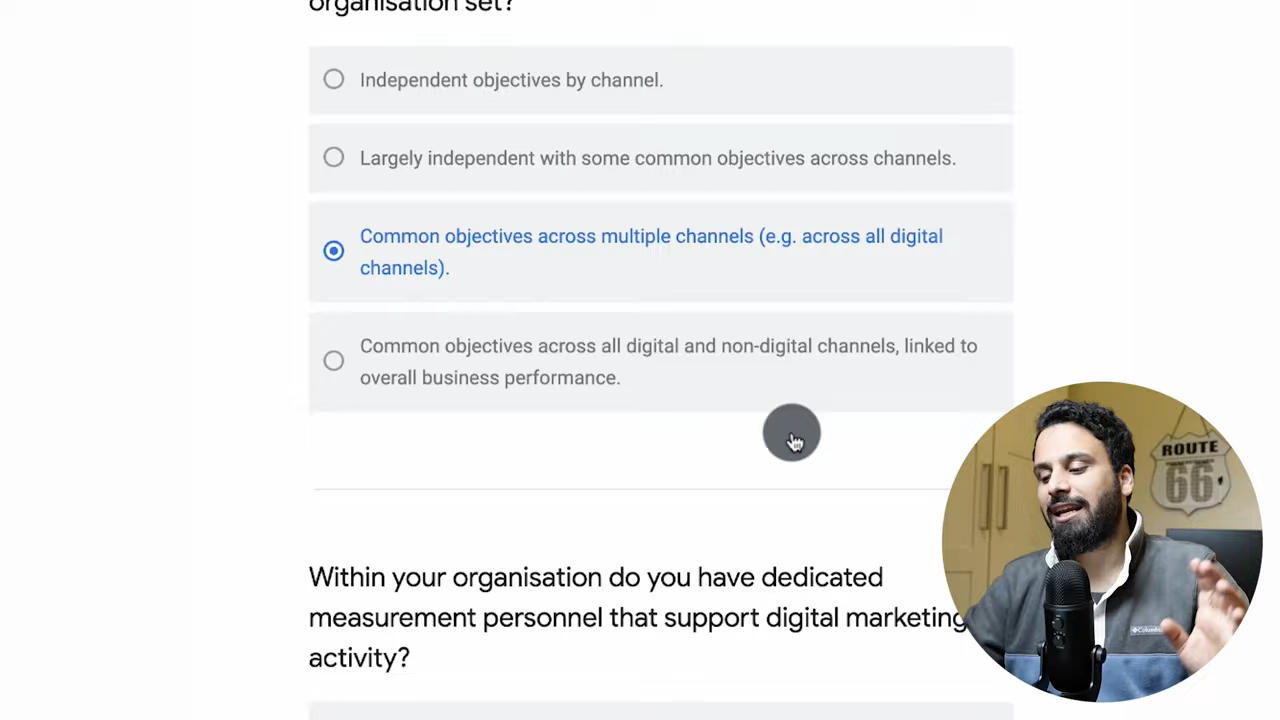 organisation set?
Independent objectives by channel.
Largely independent with some common objectives across channels.
Common objectives across multiple channels (e.g. across all digital
channels).
Common objectives across all digital and non-digital channels, linked to
overall business performance.
Within your organisation do you have dedicated
measurement personnel that support digital marketing
activity?
ROUTE
66
Columbia